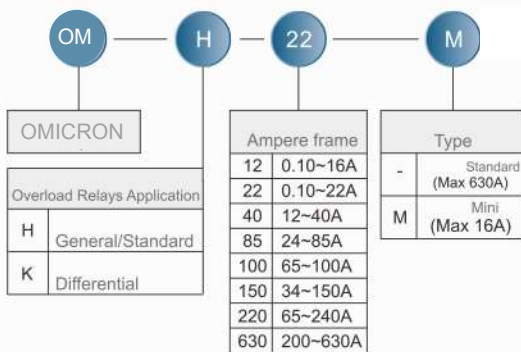 OM H 22 M
OMICRON
Overload Relays Application
H General/Standard
K Differential
Ampere frame
12 0.10~16A
22 0.10~22A
40 12~40A
85 24~85A
100 65~100A
150 34~150A
220 65~240A
630 200~630A
Type
- Standard
(Max 630A)
M Mini
(Max 16A)